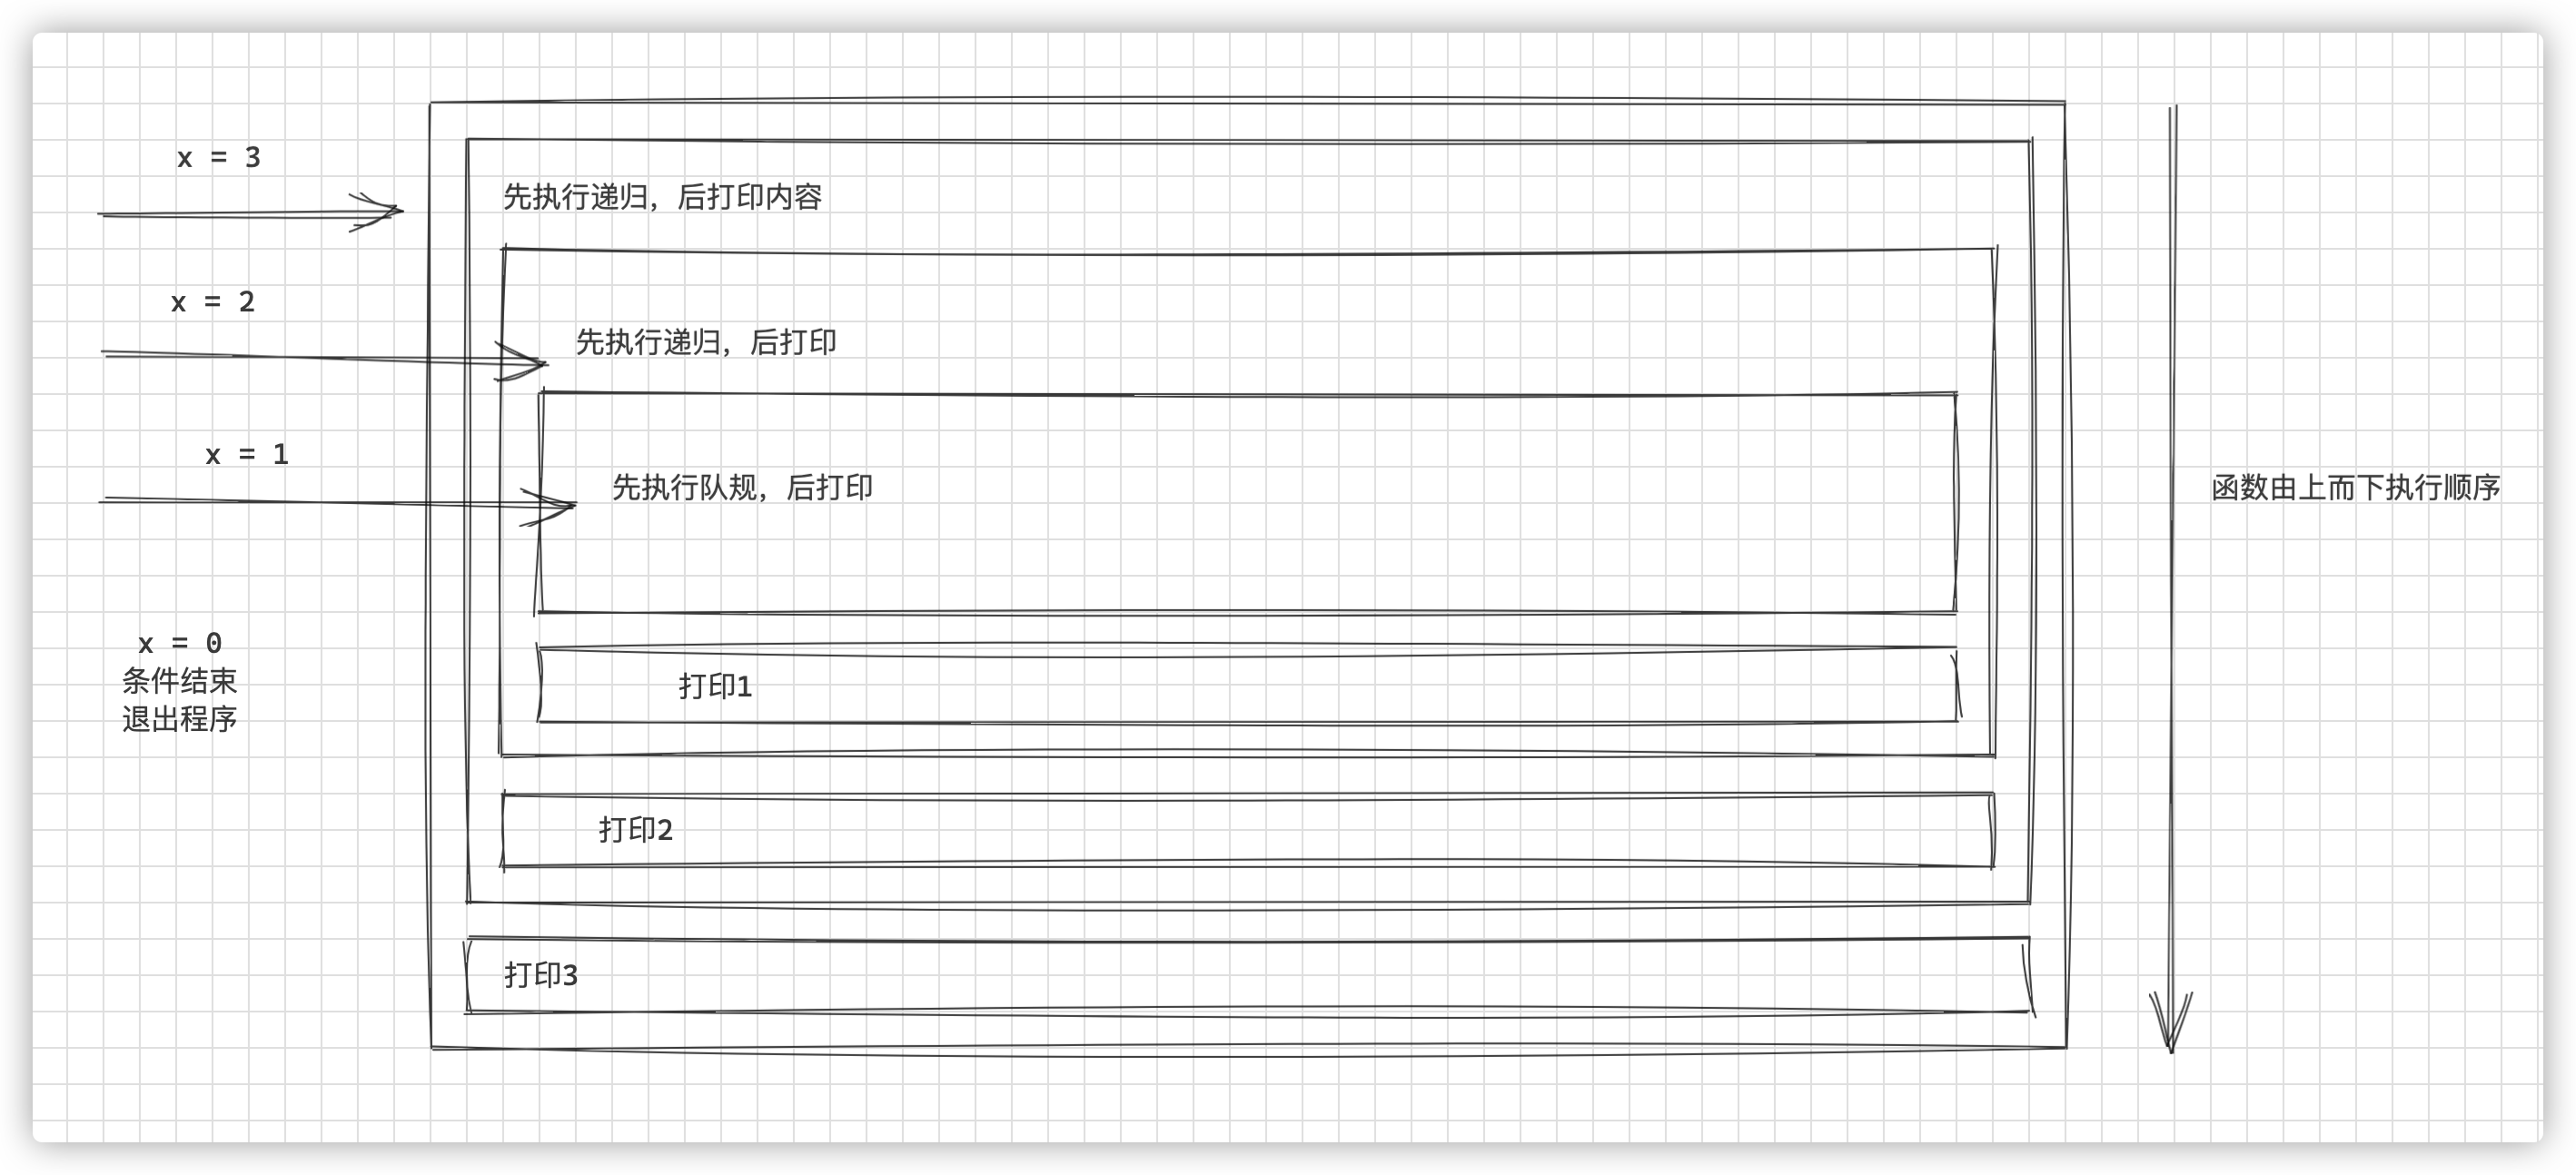 x = 3
先执行递归，后打印内容
x = 2
先执行递归，后打印
x = 1
先执行队规，后打印
函数由上而下执行顺序
x = 0
条件结束
退出程序
打印1
打印2
打印3